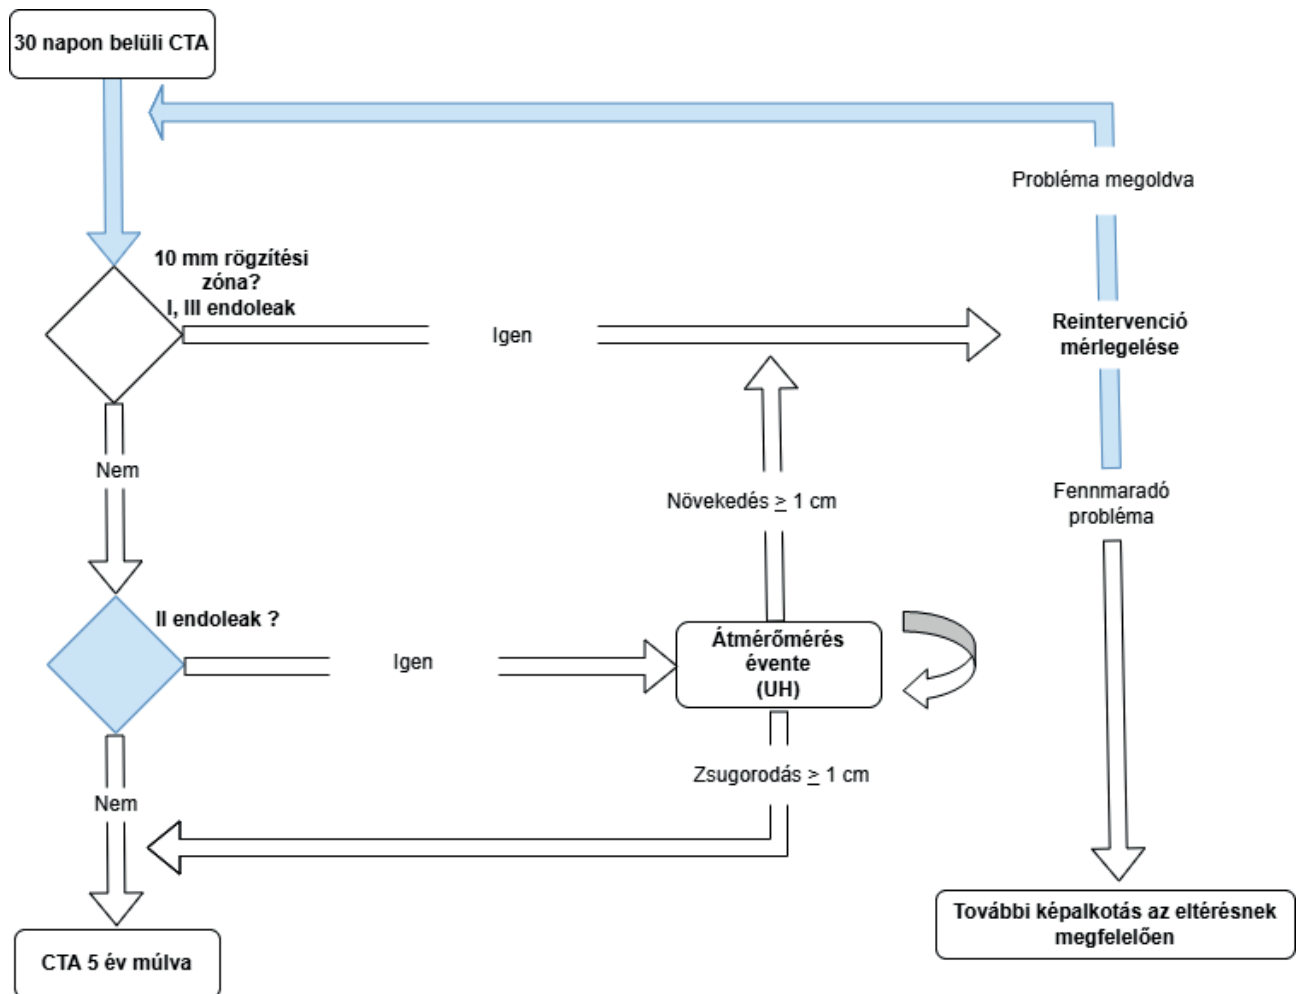 30 napon belüli CTA
Probléma megoldva
10 mm rögzítési
zóna?
I, III endoleak
Igen
Reintervenció
mérlegelése
Nem
Növekedés ≥ 1 cm
Fennmaradó
probléma
II endoleak ?
Igen
Átmérőmérés
évente
(UH)
Zsugorodás ≥ 1 cm
Nem
További képalkotás az eltérésnek
megfelelően
CTA 5 év múlva